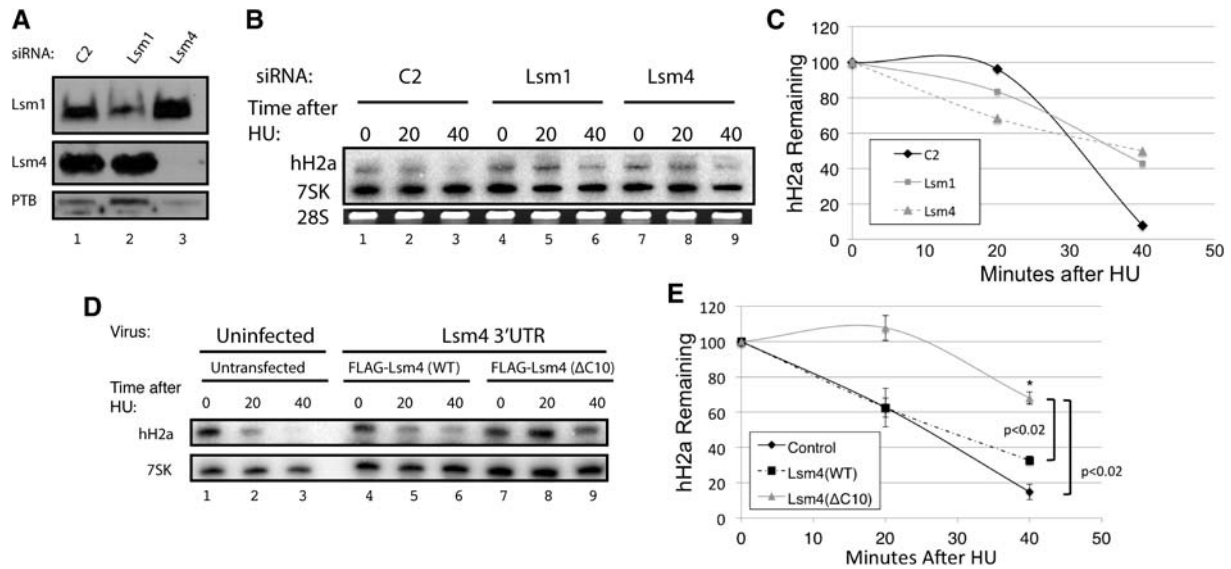 A
siRNA: C2 Lsm1 Lsm4
Lsm1
Lsm4
PTB
1 2 3
B
siRNA: C2 Lsm1 Lsm4
Time after
HU: 0 20 40 0 20 40 0 20 40
hH2a
7SK
28S
1 2 3 4 5 6 7 8 9
C
hH2a Remaining
120
100
80
60
40
20
0
C2
Lsm1
Lsm4
0 10 20 30 40 50
Minutes after HU
D
Virus: Uninfected Lsm4 3'UTR
Untransfected FLAG-Lsm4 (WT) FLAG-Lsm4 (ΔC10)
Time after
HU: 0 20 40 0 20 40 0 20 40
hH2a
7SK
1 2 3 4 5 6 7 8 9
E
hH2a Remaining
120
100
80
60
40
20
0
*
p<0.02
p<0.02
Control
Lsm4(WT)
Lsm4(ΔC10)
0 10 20 30 40 50
Minutes After HU